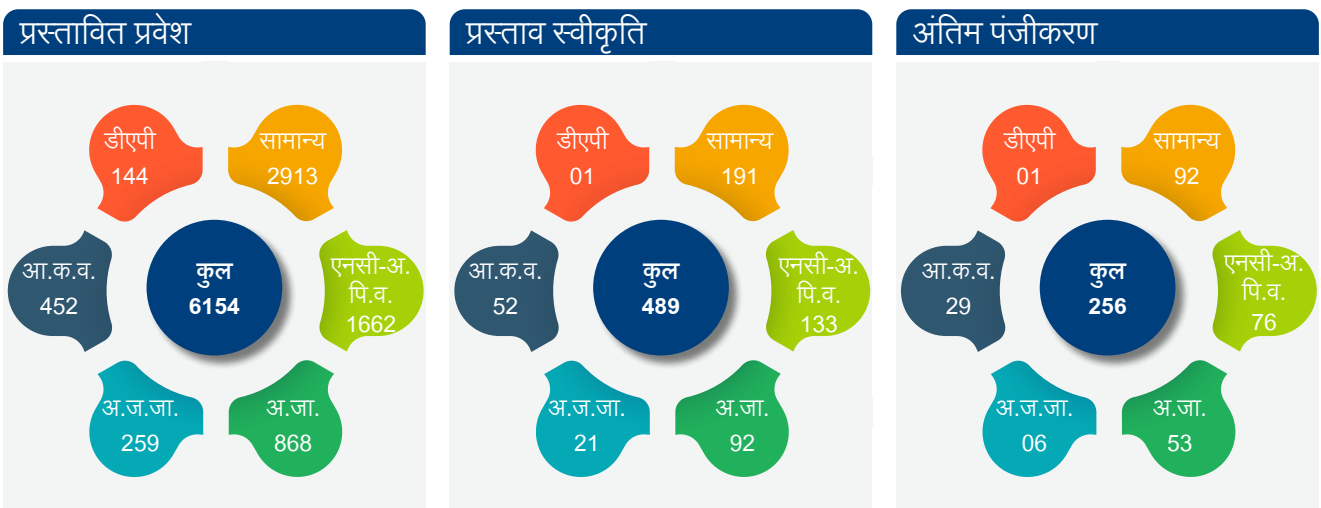 प्रस्तावित प्रवेश
डीएपी
144
सामान्य
2913
आ.क.व.
452
कुल
6154
एनसी-अ.
पि.व.
1662
अ.ज.जा.
259
अ.जा.
868
प्रस्ताव स्वीकृति
डीएपी
01
सामान्य
191
आ.क.व.
52
कुल
489
एनसी-अ.
पि.व.
133
अ.ज.जा.
21
अ.जा.
92
अंतिम पंजीकरण
डीएपी
01
सामान्य
92
आ.क.व.
29
कुल
256
एनसी-अ.
पि.व.
76
अ.ज.जा.
06
अ.जा.
53